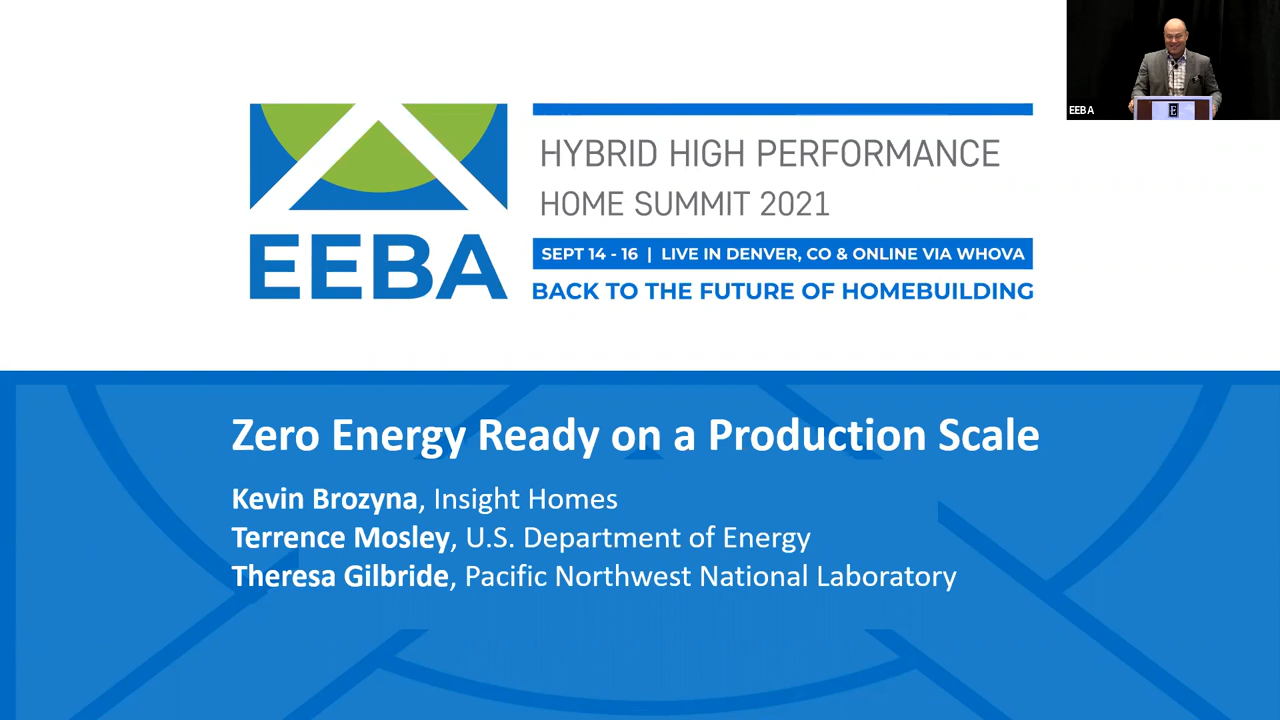 EEBA
E
EEBA
HYBRID HIGH PERFORMANCE
HOME SUMMIT 2021
SEPT 14 - 16 | LIVE IN DENVER, CO & ONLINE VIA WHOVA
BACK TO THE FUTURE OF HOMEBUILDING
Zero Energy Ready on a Production Scale
Kevin Brozyna, Insight Homes
Terrence Mosley, U.S. Department of Energy
Theresa Gilbride, Pacific Northwest National Laboratory